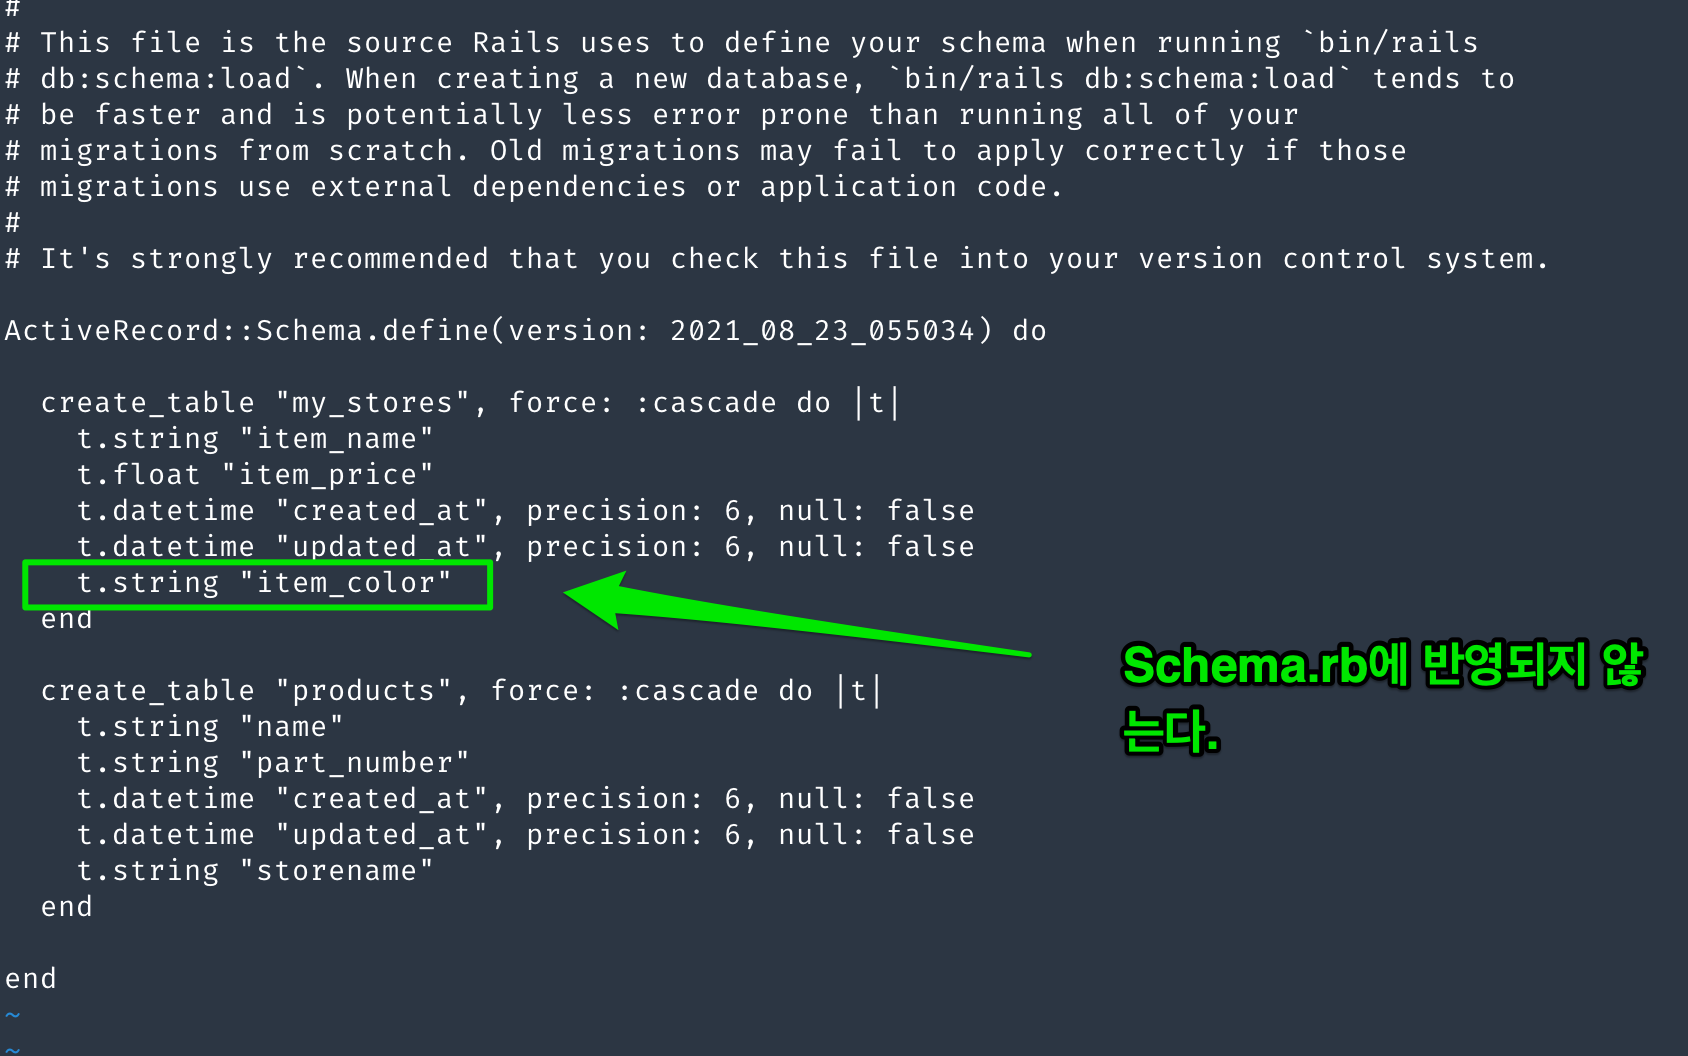 #
# This file is the source Rails uses to define your schema when running `bin/rails
# db:schema:load`. When creating a new database, `bin/rails db:schema:load` tends to
# be faster and is potentially less error prone than running all of your
# migrations from scratch. Old migrations may fail to apply correctly if those
# migrations use external dependencies or application code.
#
# It's strongly recommended that you check this file into your version control system.
ActiveRecord::Schema.define(version: 2021_08_23_055034) do
  create_table "my_stores", force: :cascade do |t|
    t.string "item_name"
    t.float "item_price"
    t.datetime "created_at", precision: 6, null: false
    t.datetime "updated_at", precision: 6, null: false
    t.string "item_color"
  end
Schema.rb에 반영되지 않
는다.
  create_table "products", force: :cascade do |t|
    t.string "name"
    t.string "part_number"
    t.datetime "created_at", precision: 6, null: false
    t.datetime "updated_at", precision: 6, null: false
    t.string "storename"
  end
end
~
~